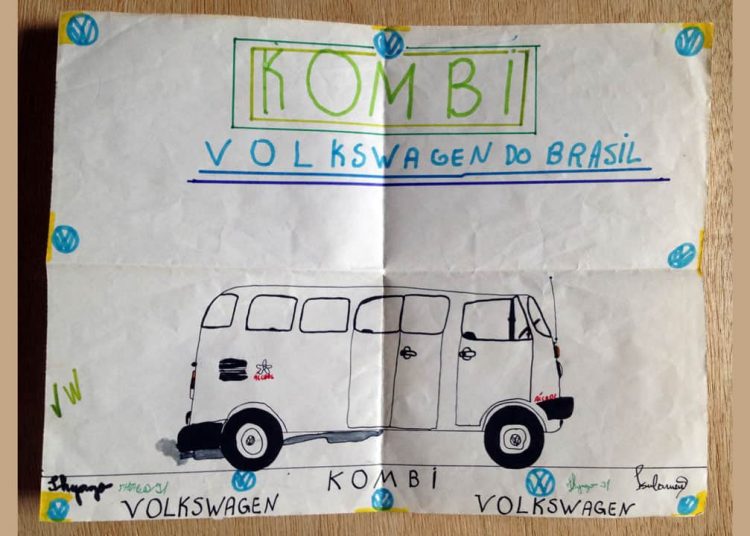 KOMBi
VOLKSWAGEN DO BRASiL
VW
KOMBi
VOLKSWAGEN
VOLKSWAGEN